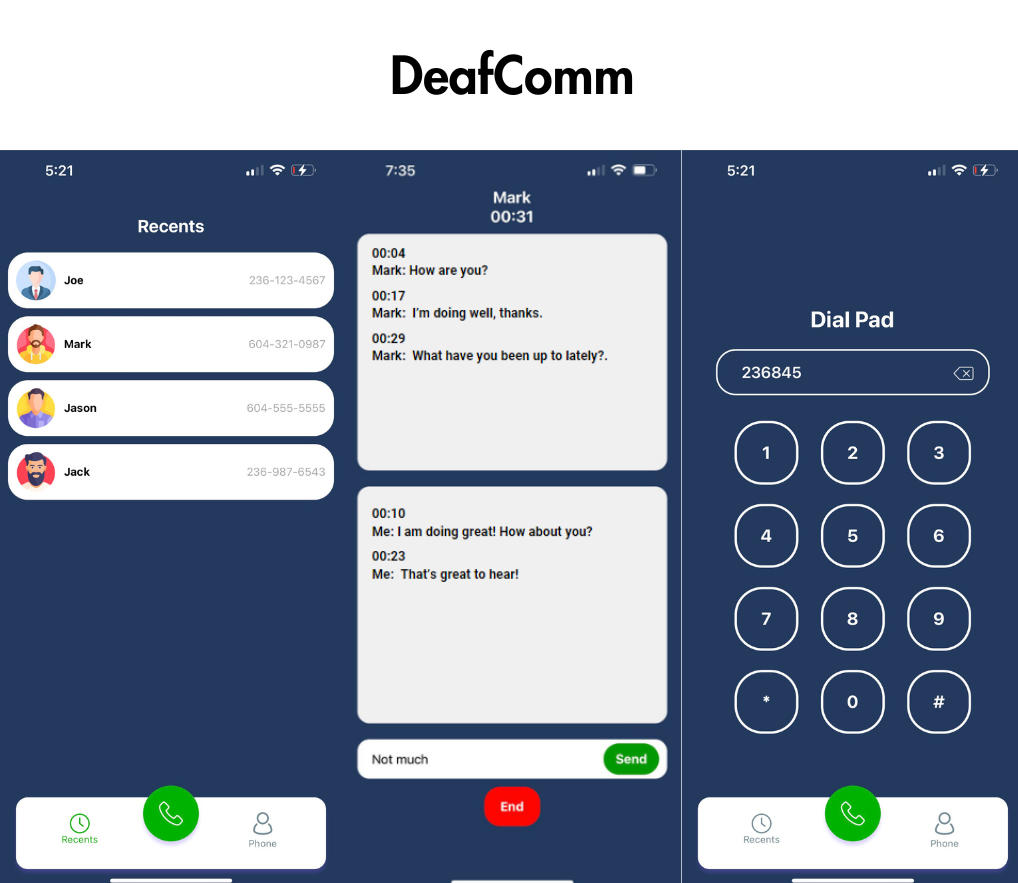 DeafComm
5:21
Recents
Joe 236-123-4567
Mark 604-321-0987
Jason 604-555-5555
Jack 236-987-6543
Recents Phone
7:35
Mark
00:31
00:04
Mark: How are you?
00:17
Mark: I'm doing well, thanks.
00:29
Mark: What have you been up to lately?.
00:10
Me: I am doing great! How about you?
00:23
Me: That's great to hear!
Not much Send
End
5:21
Dial Pad
236845
1 2 3
4 5 6
7 8 9
* 0 #
Recents Phone